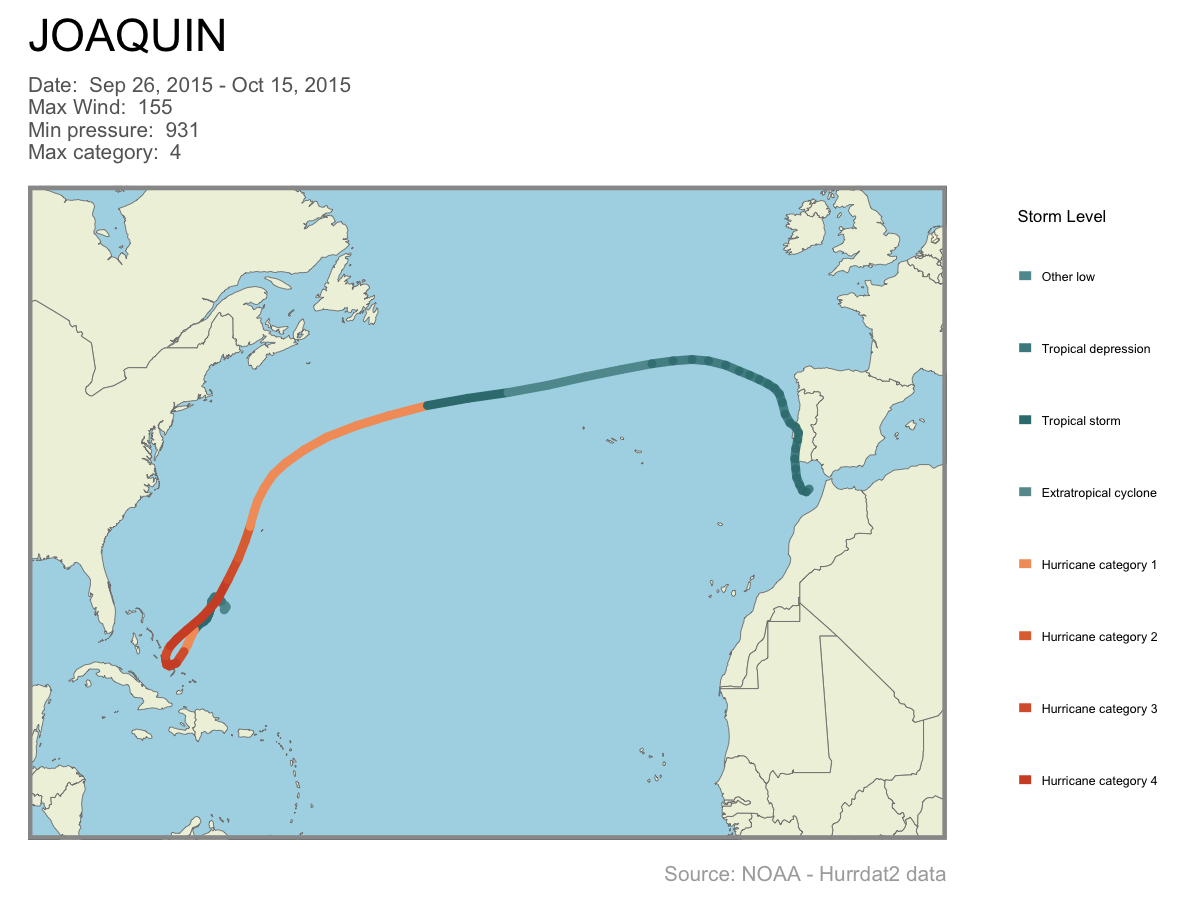 JOAQUIN
Date:  Sep 26, 2015 - Oct 15, 2015
Max Wind:  155
Min pressure:  931
Max category:  4
Storm Level
Other low
Tropical depression
Tropical storm
Extratropical cyclone
Hurricane category 1
Hurricane category 2
Hurricane category 3
Hurricane category 4
Source: NOAA - Hurrdat2 data